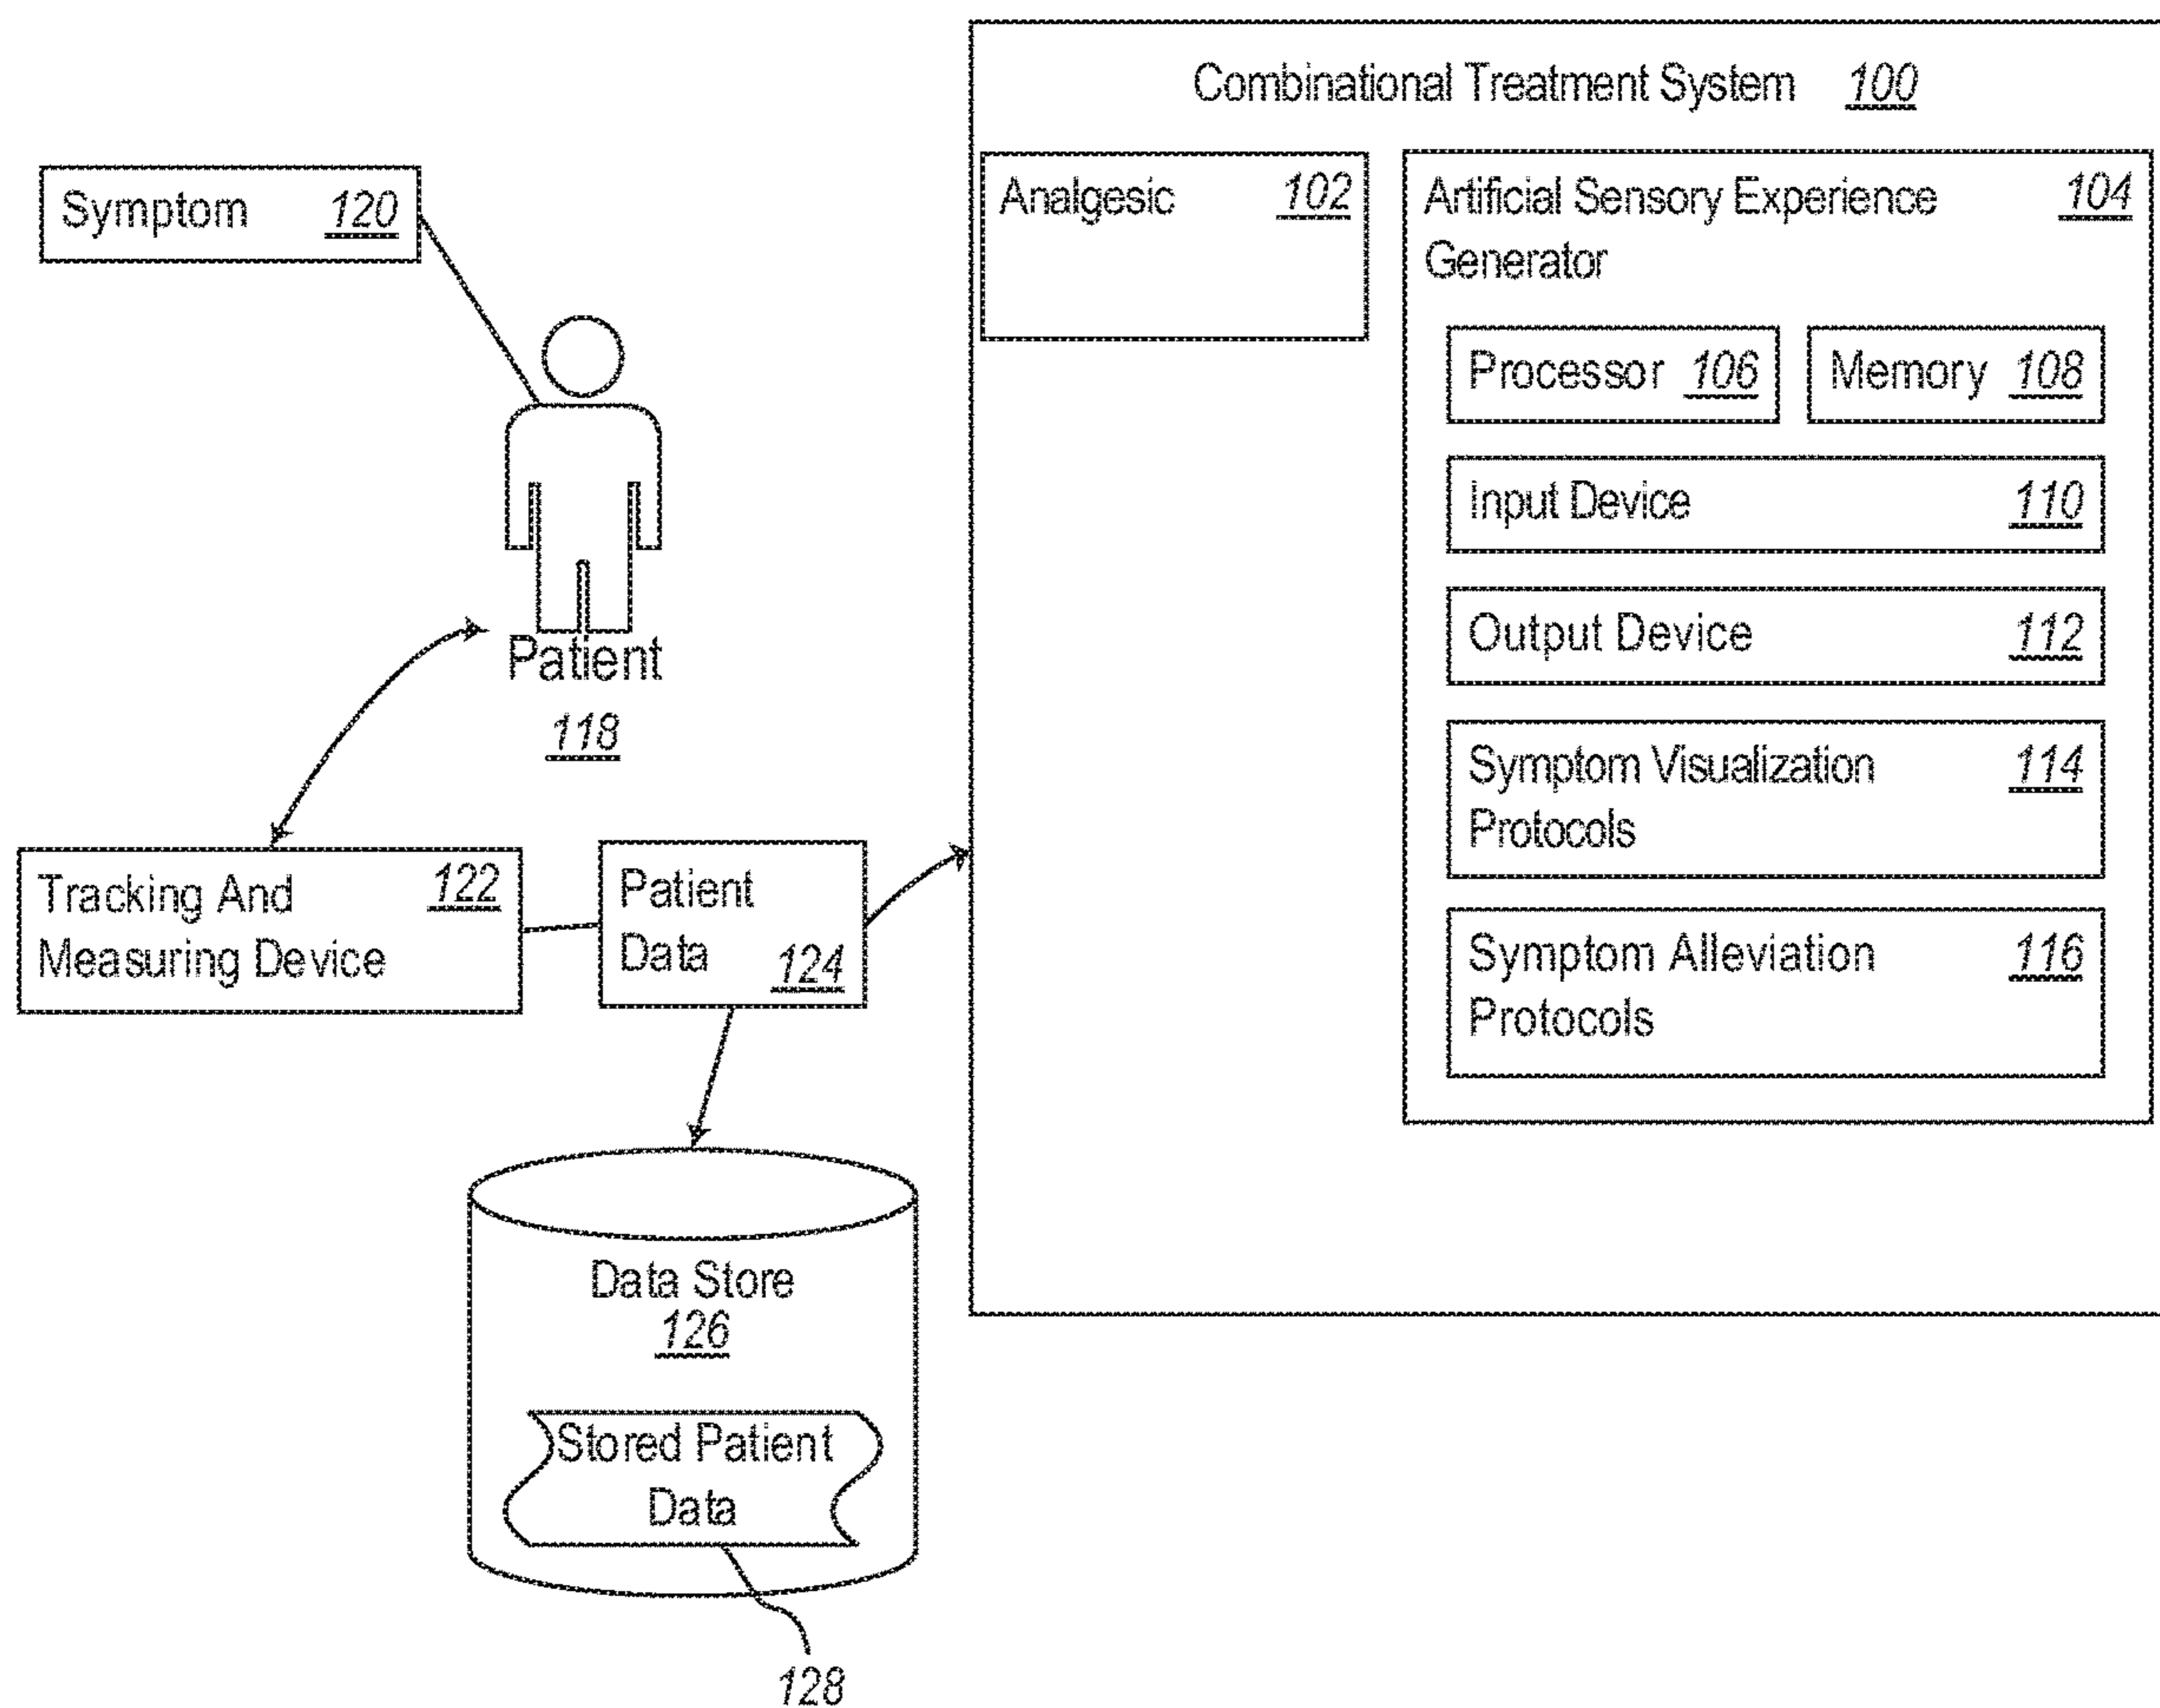 Combinational Treatment System 100
Symptom 120
Analgesic 102
Artificial Sensory Experience 104
Generator
Processor 106
Memory 108
Input Device 110
Output Device 112
Symptom Visualization 114
Protocols
Symptom Alleviation 116
Protocols
Patient
118
Tracking And 122
Measuring Device
Patient
Data 124
Data Store
126
Stored Patient
Data
128